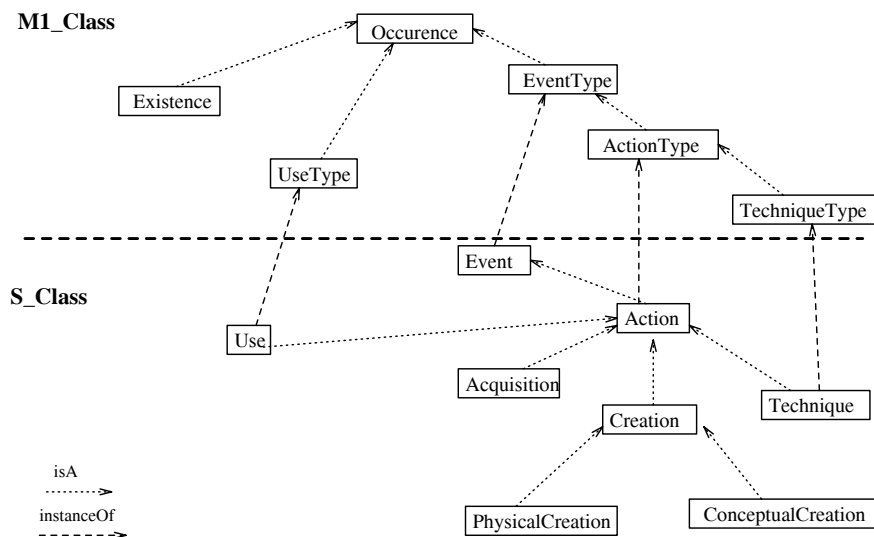 M1_Class
Occurence
EventType
Existence
ActionType
UseType
TechniqueType
Event
S_Class
Action
Use
Acquisition
Technique
Creation
isA
instanceOf
PhysicalCreation
ConceptualCreation